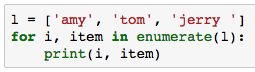 l = ['amy', 'tom', 'jerry ']
for i, item in enumerate(l):
    print(i, item)